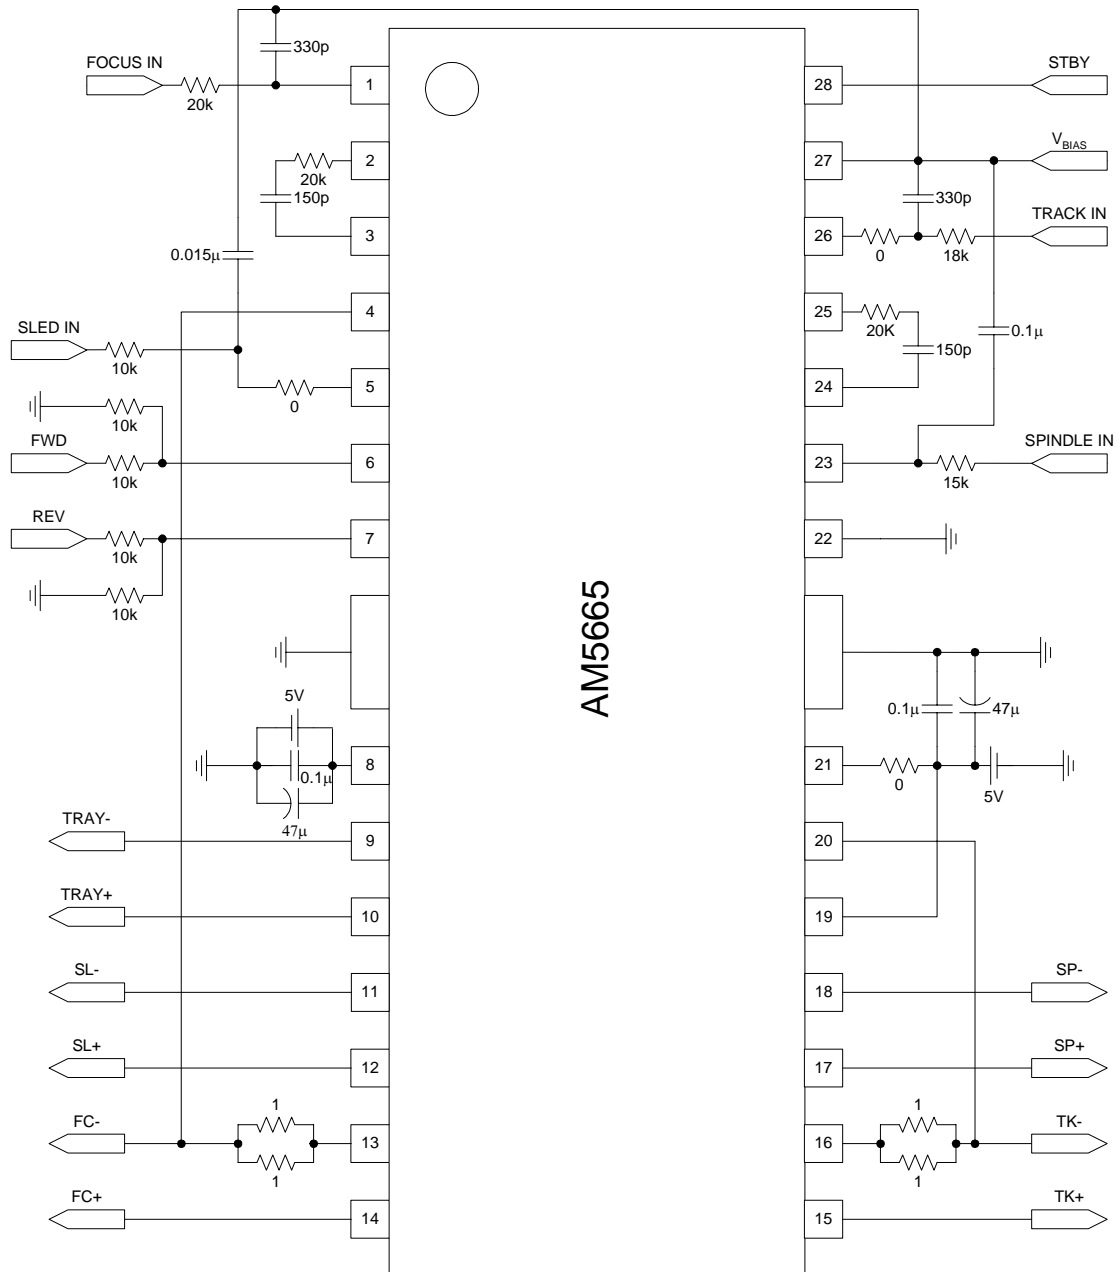 330p
FOCUS IN
20k
1
28
STBY
20k
2
150p
3
27
V_BIAS
330p
26
0
18k
TRACK IN
0.015μ
4
25
20K
150p
24
0.1μ
SLED IN
10k
0
5
10k
FWD
10k
6
23
15k
SPINDLE IN
REV
10k
7
22
10k
AM5665
5V
0.1μ
47μ
8
0.1μ
47μ
21
0
5V
TRAY-
9
20
TRAY+
10
19
SL-
11
18
SP-
SL+
12
17
SP+
FC-
1
1
13
16
1
1
TK-
FC+
14
15
TK+